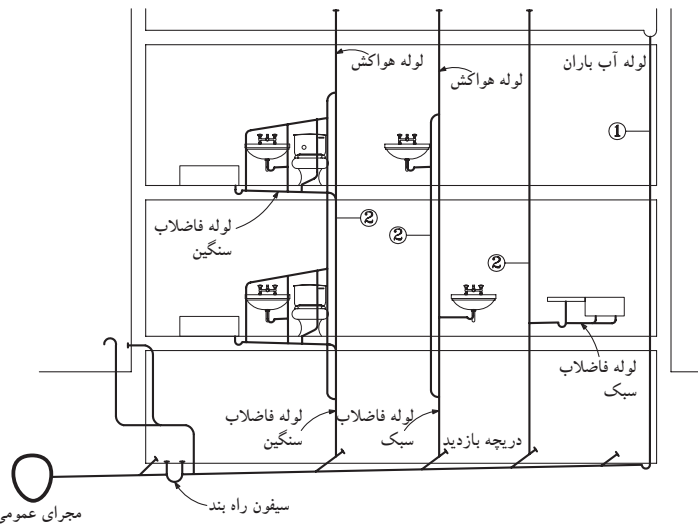 لوله هواکش
لوله هواکش
لوله آب باران
1
2
2
2
لوله فاضلاب
سنگین
لوله فاضلاب
سبک
لوله فاضلاب
سنگین
لوله فاضلاب
سبک
دریچه بازدید
سیفون راه بند
مجرای عمومی